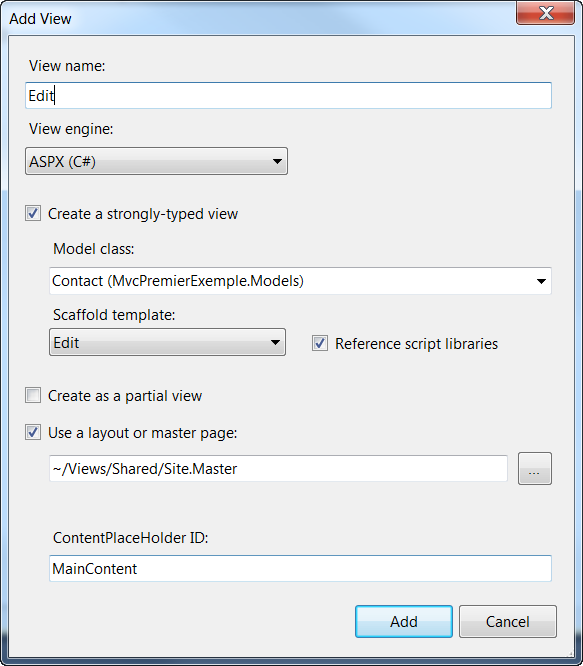 Add View
View name:
Edit
View engine:
ASPX (C#)
Create a strongly-typed view
Model class:
Contact (MvcPremierExemple.Models)
Scaffold template:
Edit
Reference script libraries
Create as a partial view
Use a layout or master page:
~/Views/Shared/Site.Master
...
ContentPlaceHolder ID:
MainContent
Add
Cancel